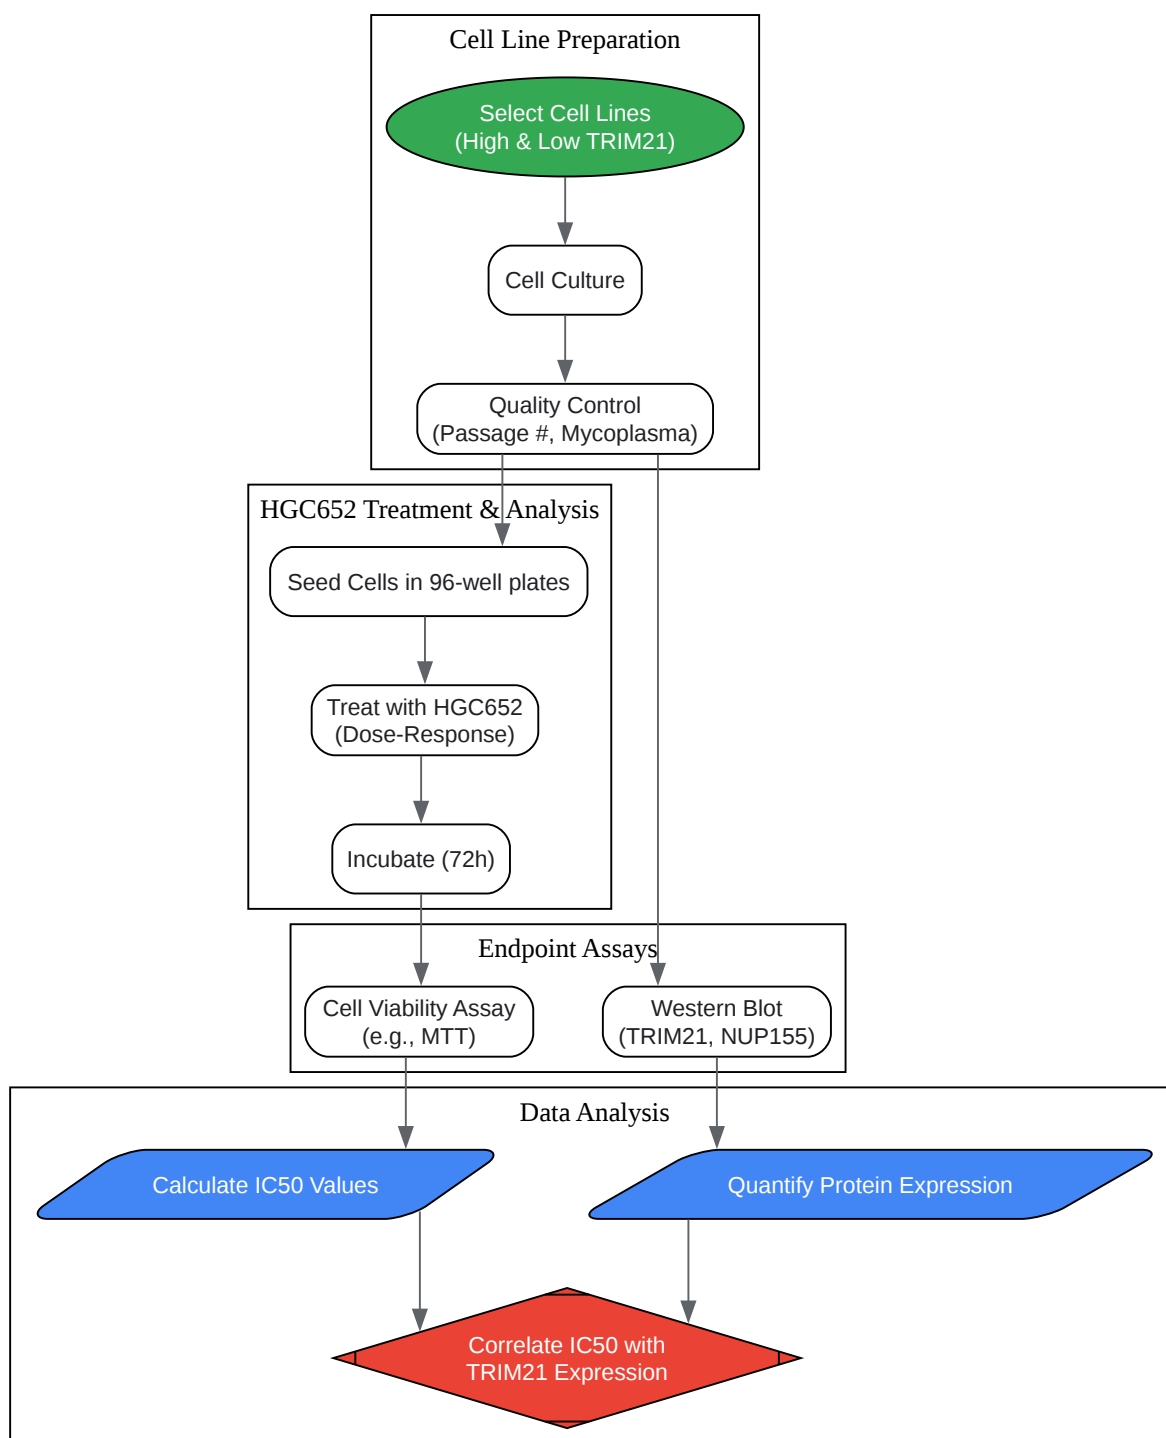 Cell Line Preparation
Select Cell Lines
(High & Low TRIM21)
Cell Culture
Quality Control
(Passage #, Mycoplasma)
HGC652 Treatment & Analysis
Seed Cells in 96-well plates
Treat with HGC652
(Dose-Response)
Incubate (72h)
Endpoint Assays
Cell Viability Assay
(e.g., MTT)
Western Blot
(TRIM21, NUP155)
Data Analysis
Calculate IC50 Values
Quantify Protein Expression
Correlate IC50 with
TRIM21 Expression